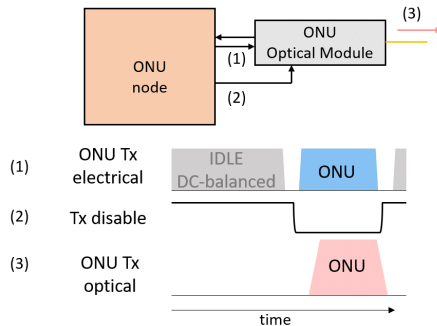 (3)
ONU
Optical Module
ONU
node
(1)
(2)
(1)
ONU Tx
electrical
IDLE
DC-balanced
ONU
(2)
Tx disable
(3)
ONU Tx
optical
ONU
time